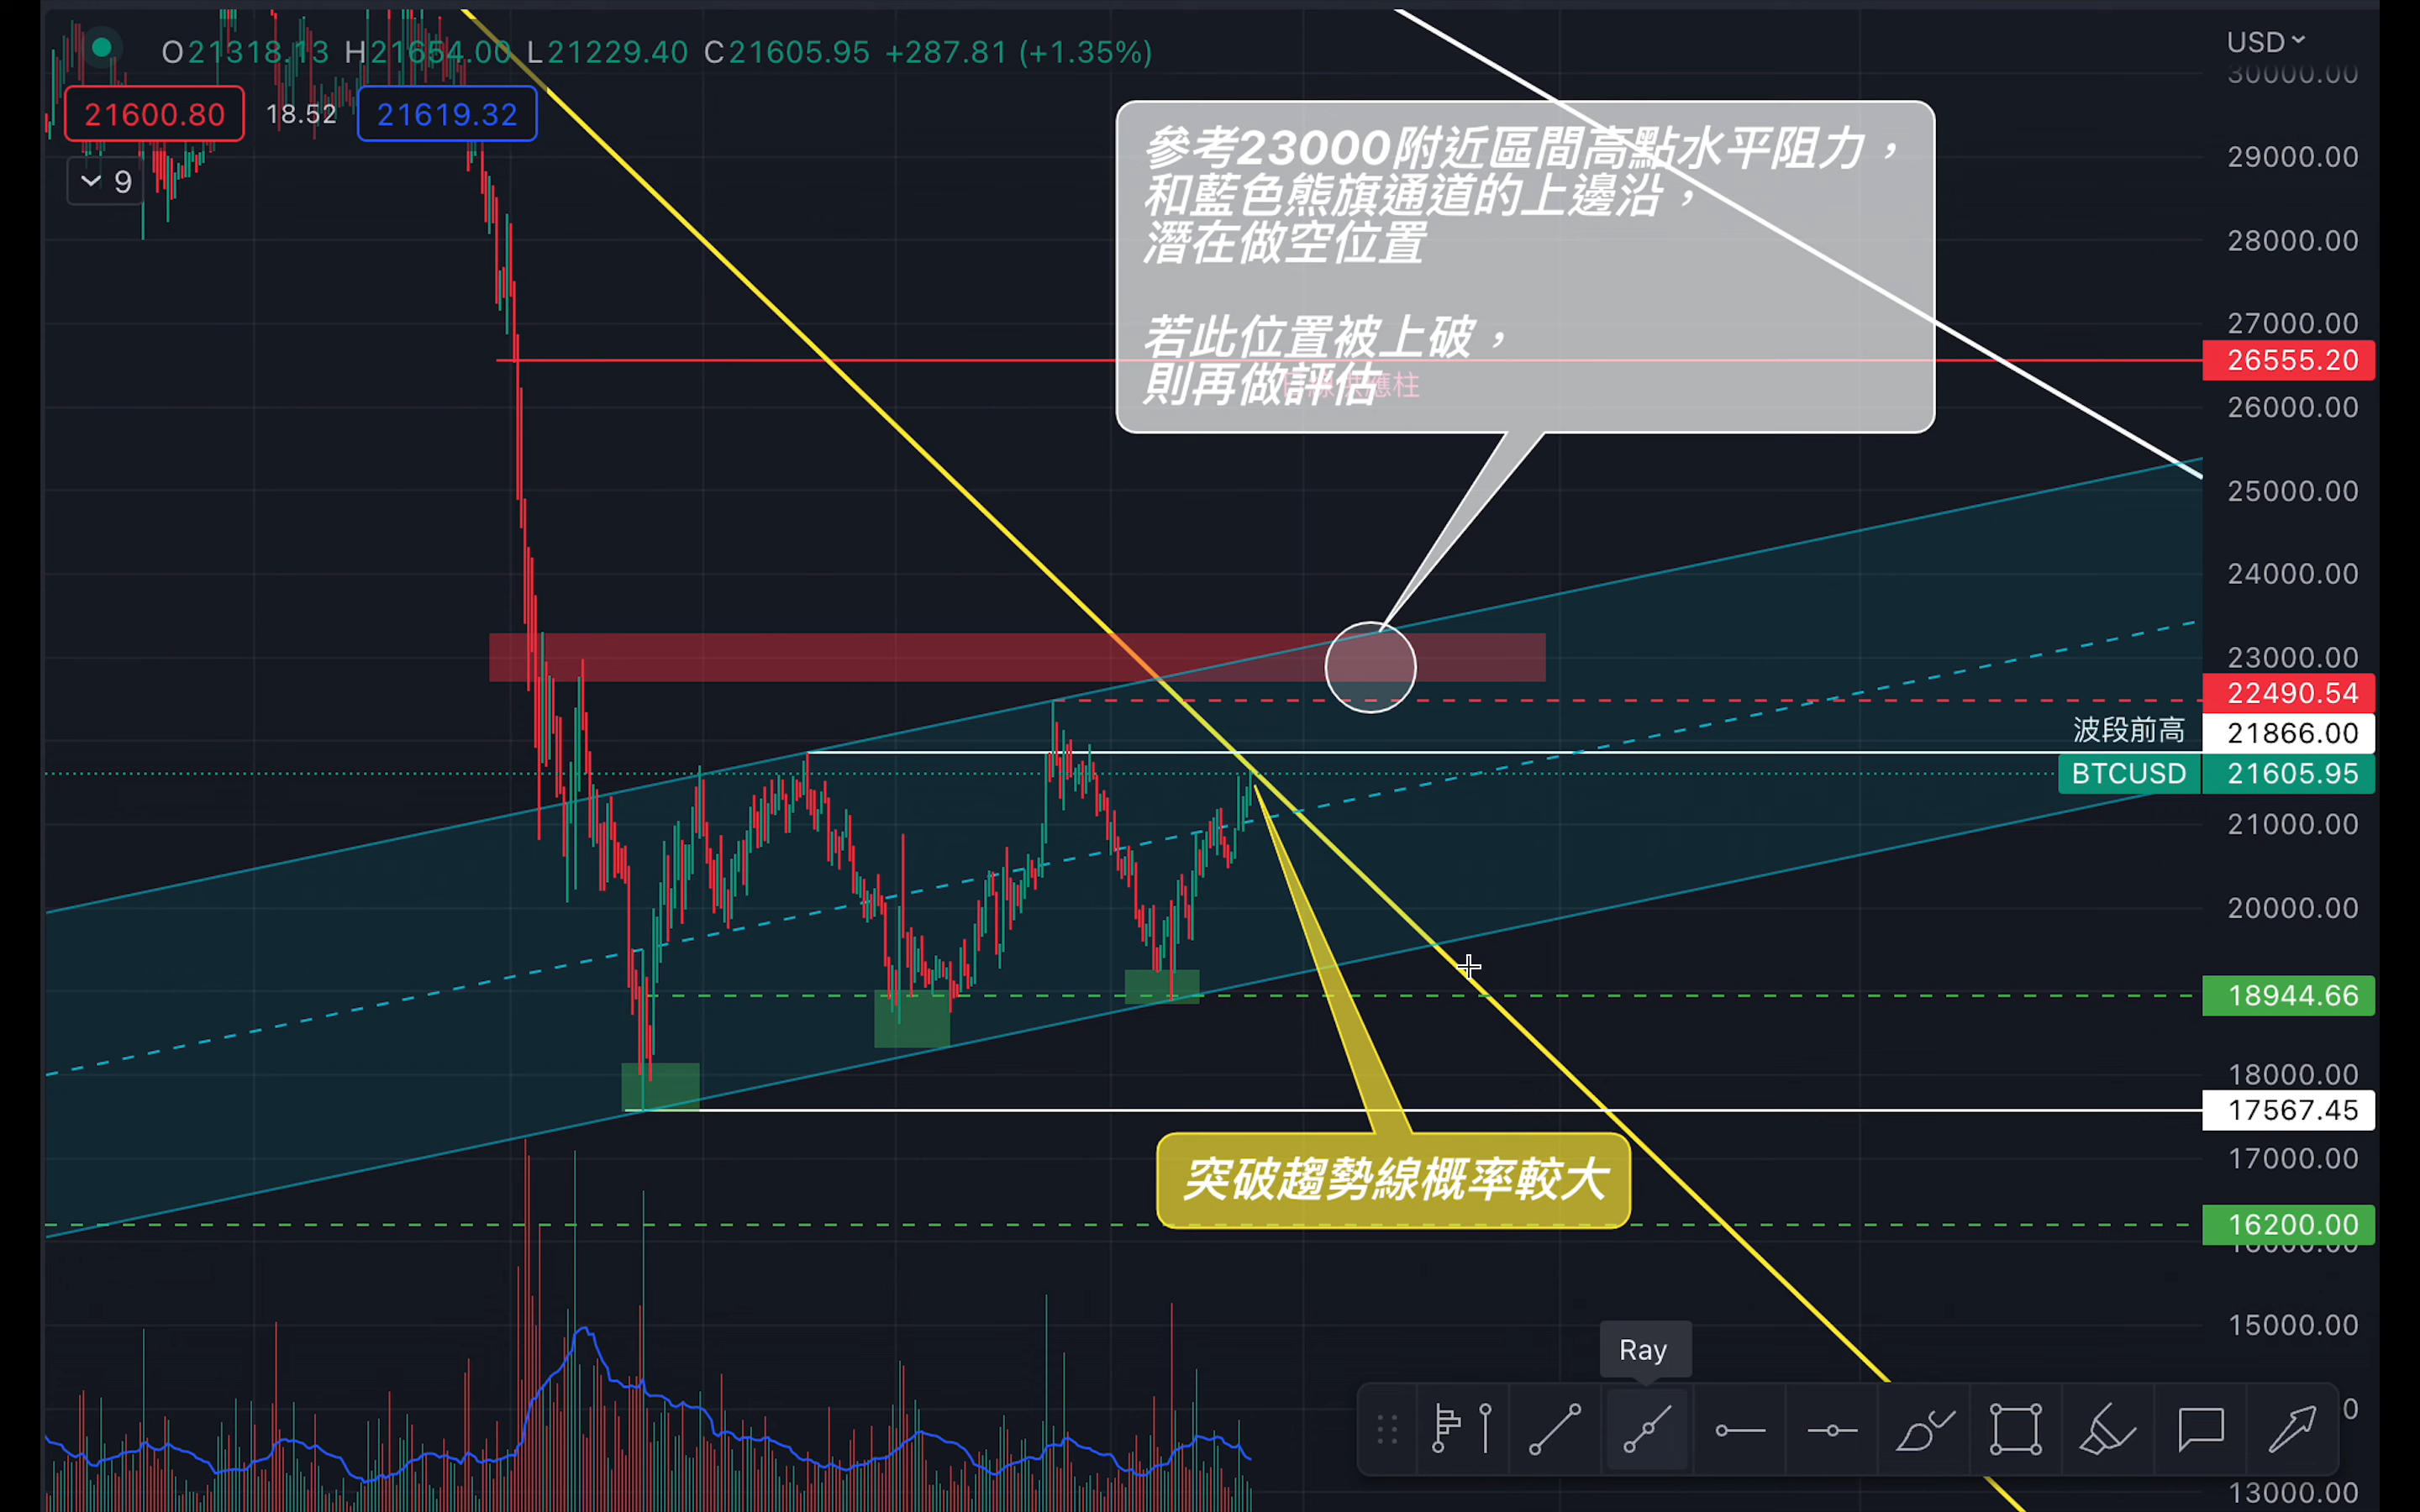 O21318.13 H21654.00 L21229.40 C21605.95 +287.81 (+1.35%)
USD
21600.80 18.52 21619.32
9
參考23000附近區間高點水平阻力，
和藍色熊旗通道的上邊沿，
潛在做空位置
若此位置被上破，
則再做評估
應柱
30000.00
29000.00
28000.00
27000.00
26555.20
26000.00
25000.00
24000.00
23000.00
22490.54
波段前高 21866.00
BTCUSD 21605.95
21000.00
20000.00
18944.66
18000.00
17567.45
17000.00
突破趨勢線概率較大
16200.00
16000.00
15000.00
Ray
0
13000.00